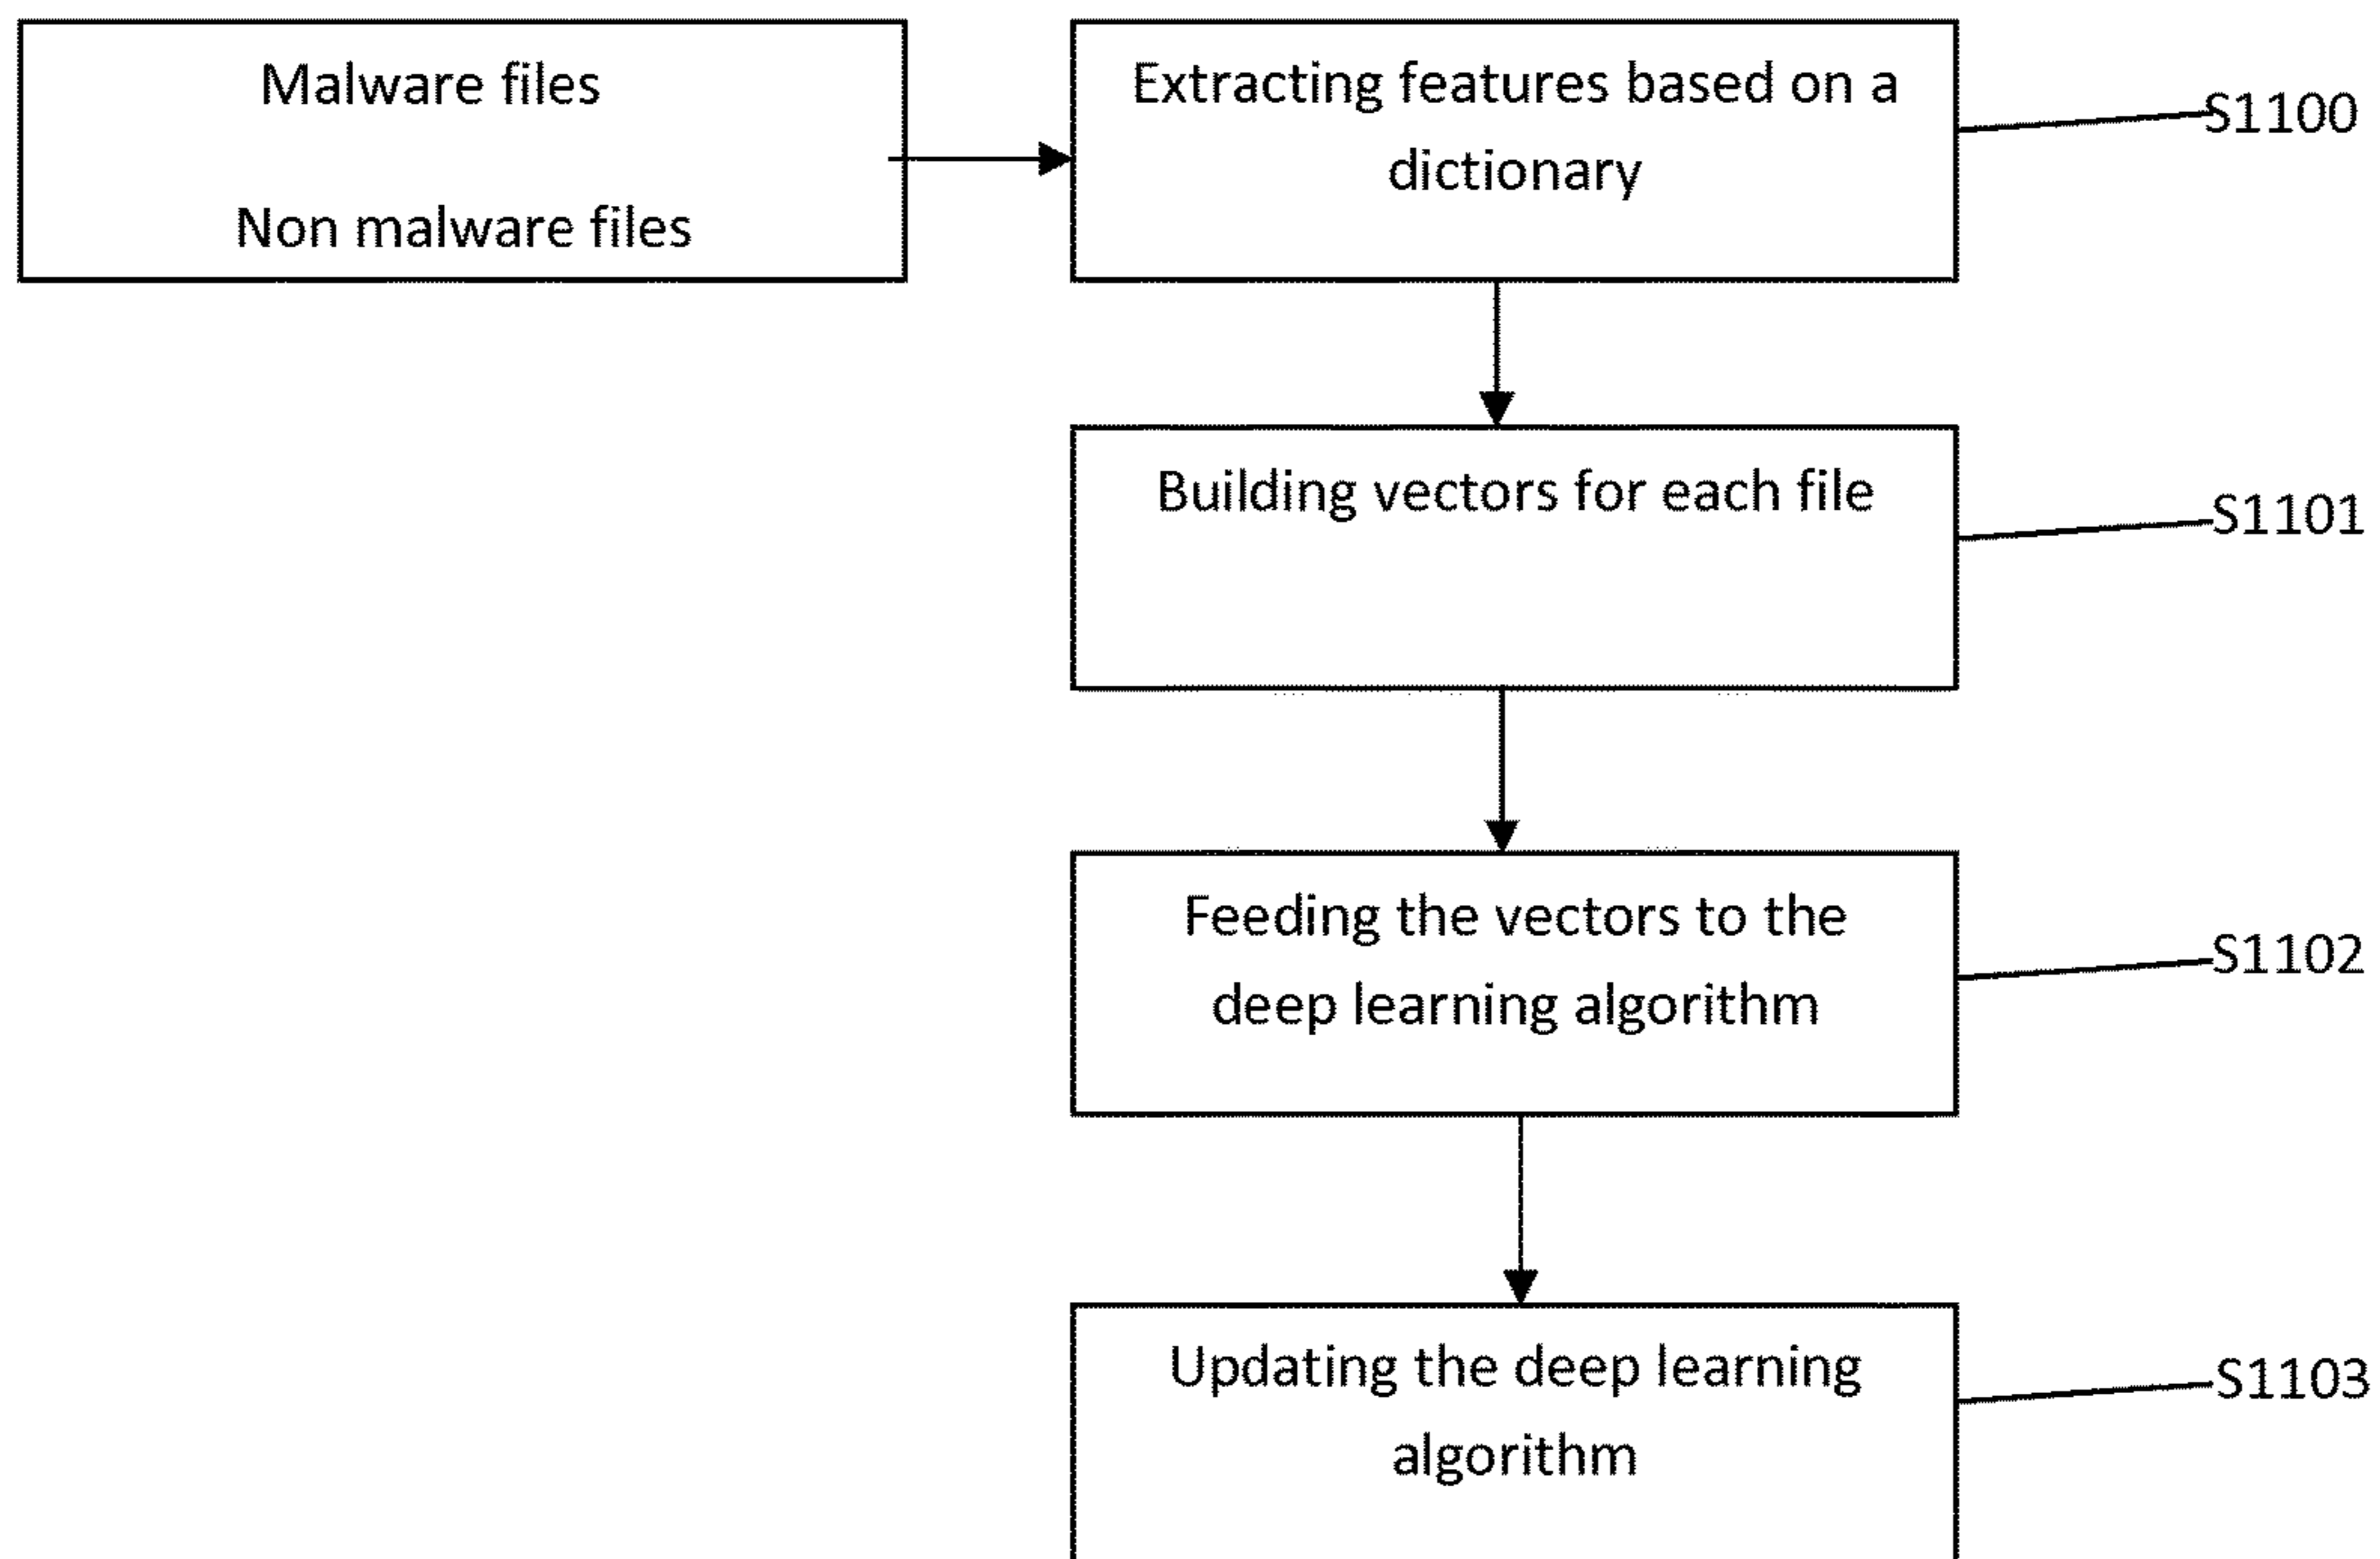 Malware files
Non malware files
Extracting features based on a
dictionary
S1100
Building vectors for each file
S1101
Feeding the vectors to the
deep learning algorithm
S1102
Updating the deep learning
algorithm
S1103